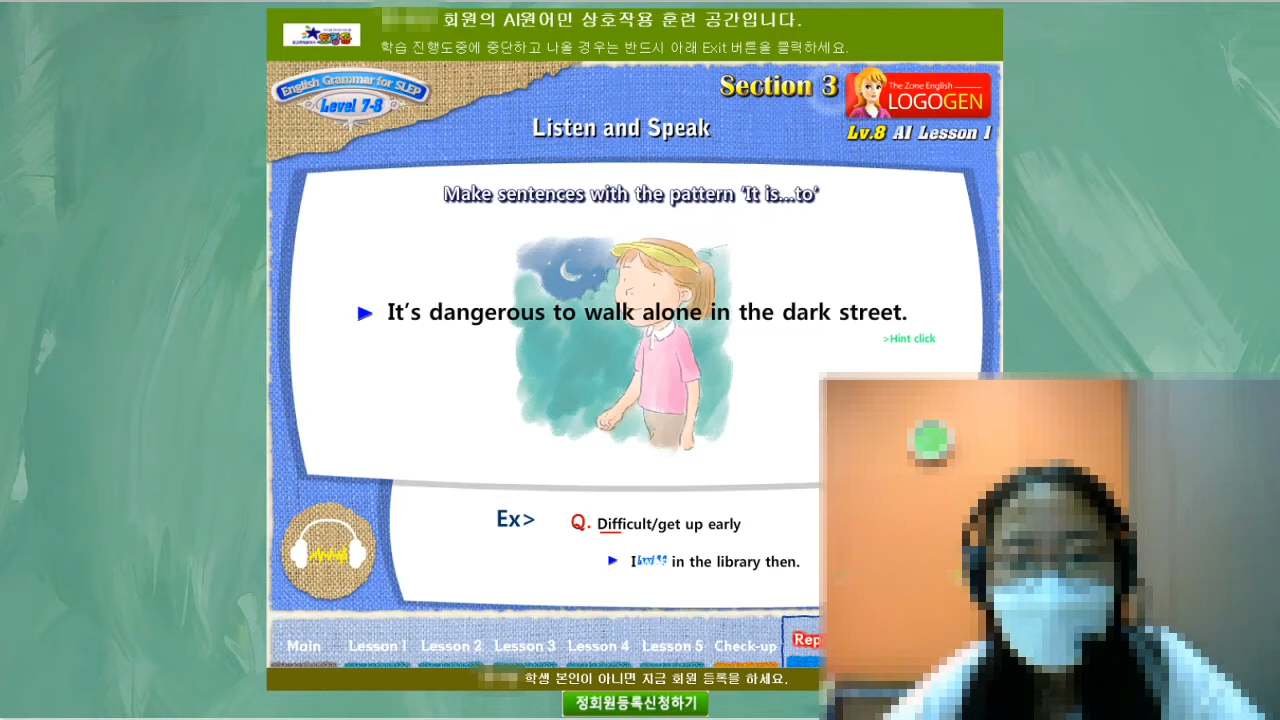 회원의 AI원어민 상호작용 훈련 공간입니다.
학습 진행도중에 중단하고 나올 경우는 반드시 아래 Exit 버튼을 클릭하세요.
English Grammar for SLEP
Level 7-8
Section 3
The Zone English
LOGOGEN
Lv.8 AI Lesson 1
Listen and Speak
Make sentences with the pattern ‘It is...to’
► It’s dangerous to walk alone in the dark street.
>Hint click
Ex> Q. Difficult/get up early
► I was in the library then.
Main Lesson 1 Lesson 2 Lesson 3 Lesson 4 Lesson 5 Check-up Rep
학생 본인이 아니면 지금 회원 등록을 하세요.
정회원등록신청하기